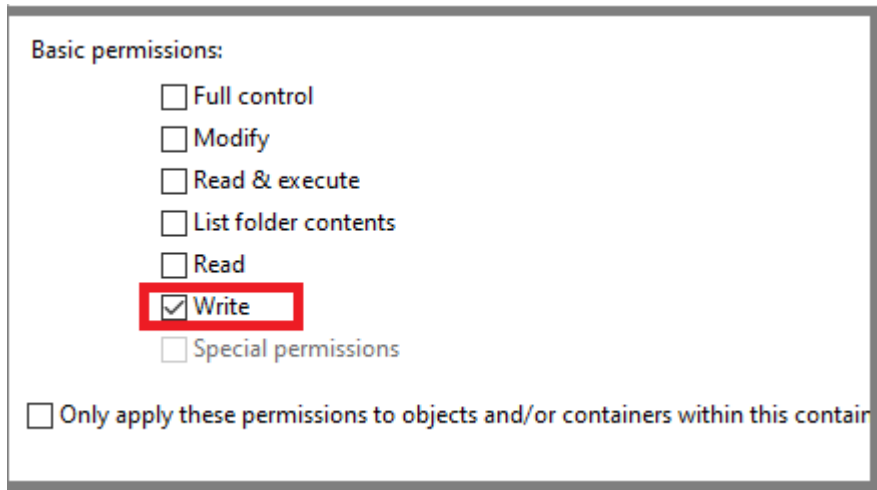 Basic permissions:
Full control
Modify
Read & execute
List folder contents
Read
Write
Special permissions
Only apply these permissions to objects and/or containers within this contain